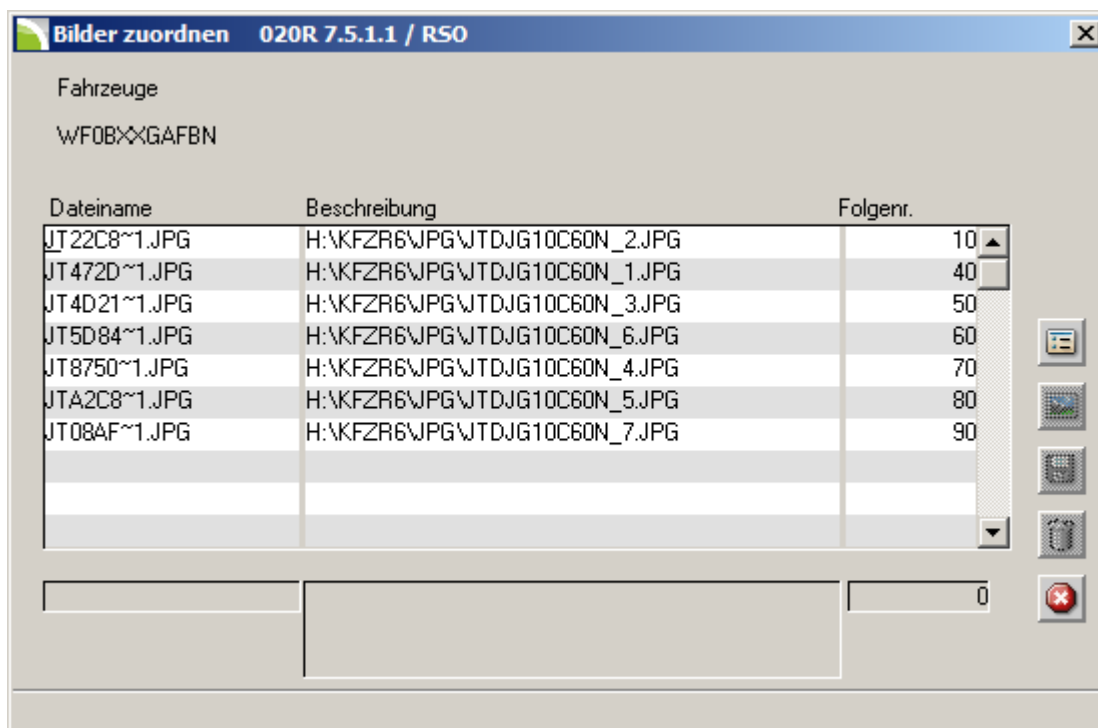 Bilder zuordnen 020R 7.5.1.1 / RSO
Fahrzeuge
WF0BXXGAFBN
Dateiname Beschreibung Folgenr.
JT22C8~1.JPG H:\KFZR6\JPG\JTDJG10C60N_2.JPG 10
JT472D~1.JPG H:\KFZR6\JPG\JTDJG10C60N_1.JPG 40
JT4D21~1.JPG H:\KFZR6\JPG\JTDJG10C60N_3.JPG 50
JT5D84~1.JPG H:\KFZR6\JPG\JTDJG10C60N_6.JPG 60
JT8750~1.JPG H:\KFZR6\JPG\JTDJG10C60N_4.JPG 70
JTA2C8~1.JPG H:\KFZR6\JPG\JTDJG10C60N_5.JPG 80
JT08AF~1.JPG H:\KFZR6\JPG\JTDJG10C60N_7.JPG 90
0